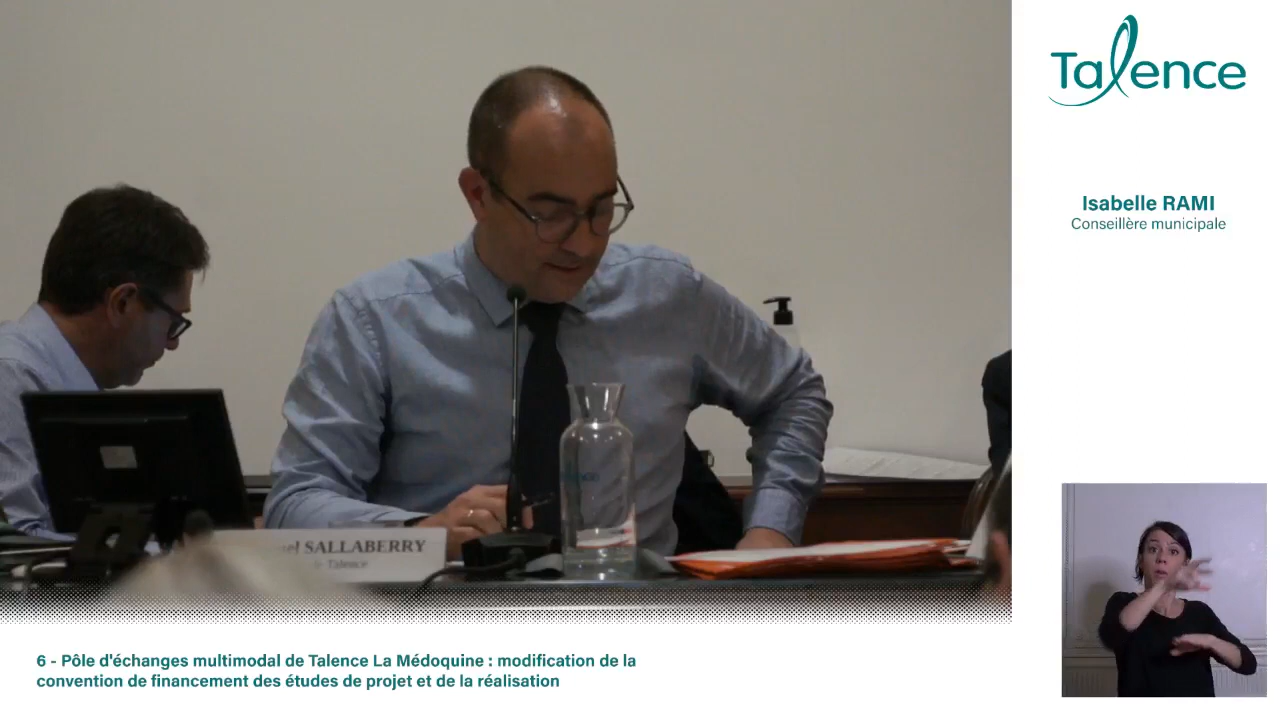 Talence
Isabelle RAMI
Conseillère municipale
SALLABERRY
Talence
6 - Pôle d'échanges multimodal de Talence La Médoquine : modification de la
convention de financement des études de projet et de la réalisation